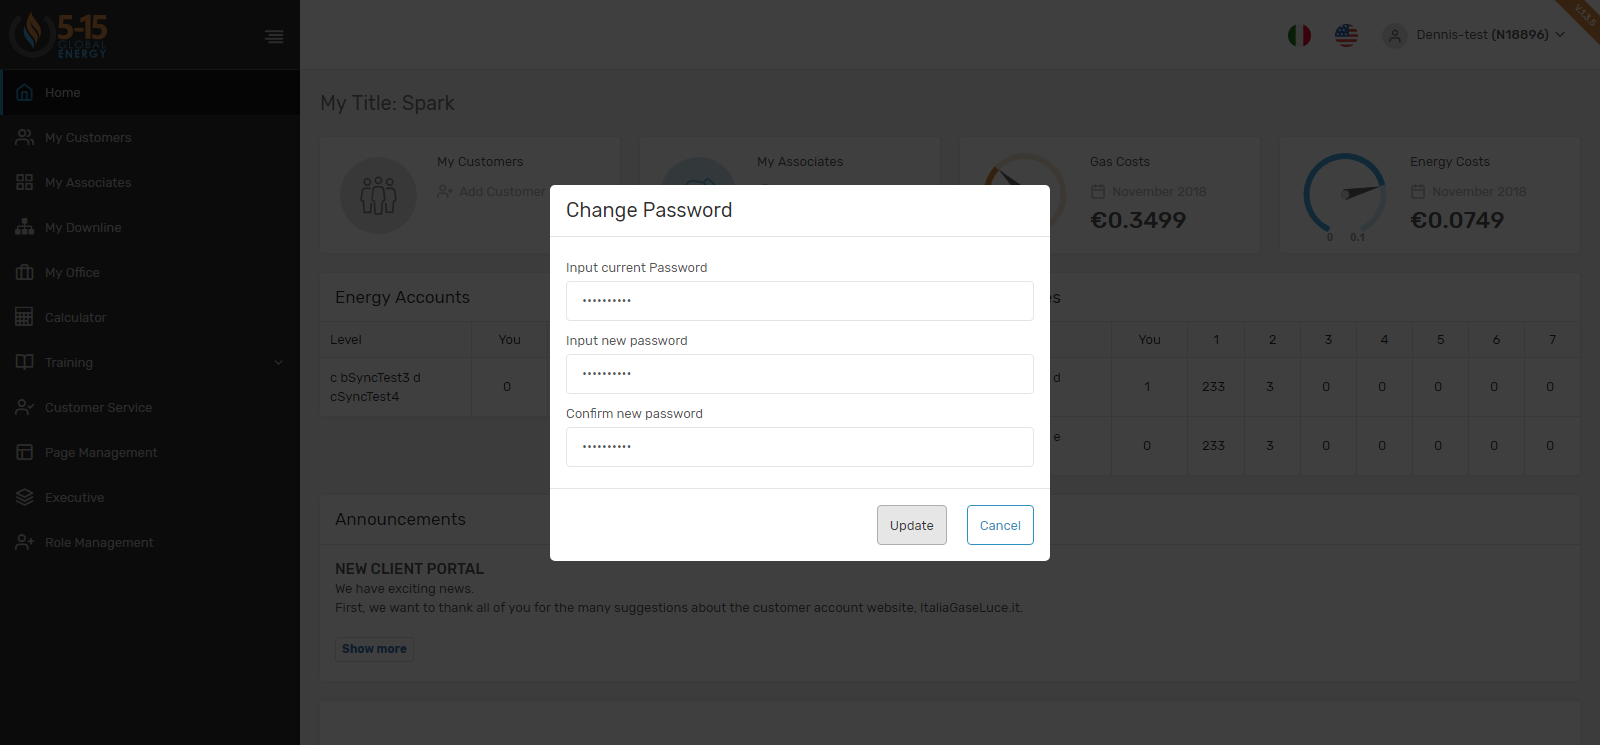 5-15
GLOBAL
ENERGY
Dennis-test (N18896)
V.1.3.5
Home
My Customers
My Associates
My Downline
My Office
Calculator
Training
Customer Service
Page Management
Executive
Role Management
My Title: Spark
My Customers
Add Customer
My Associates
Gas Costs
November 2018
€0.3499
Energy Costs
November 2018
€0.0749
0 0.1
Change Password
Input current Password
••••••••••
Input new password
••••••••••
Confirm new password
••••••••••
Update
Cancel
Energy Accounts
Level You
c bSyncTest3 d
cSyncTest4
0
es
You 1 2 3 4 5 6 7
d
1 233 3 0 0 0 0 0
e
0 233 3 0 0 0 0 0
Announcements
NEW CLIENT PORTAL
We have exciting news.
First, we want to thank all of you for the many suggestions about the customer account website, ItaliaGaseLuce.it.
Show more